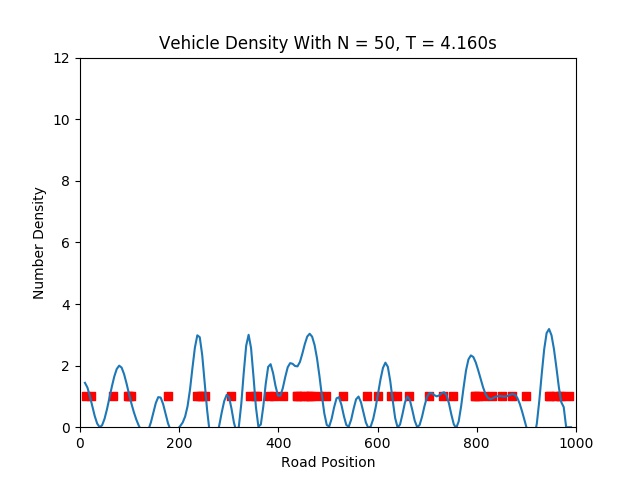 Vehicle Density With N = 50, T = 4.160s
12
10
8
6
4
2
0
Number Density
0 200 400 600 800 1000
Road Position